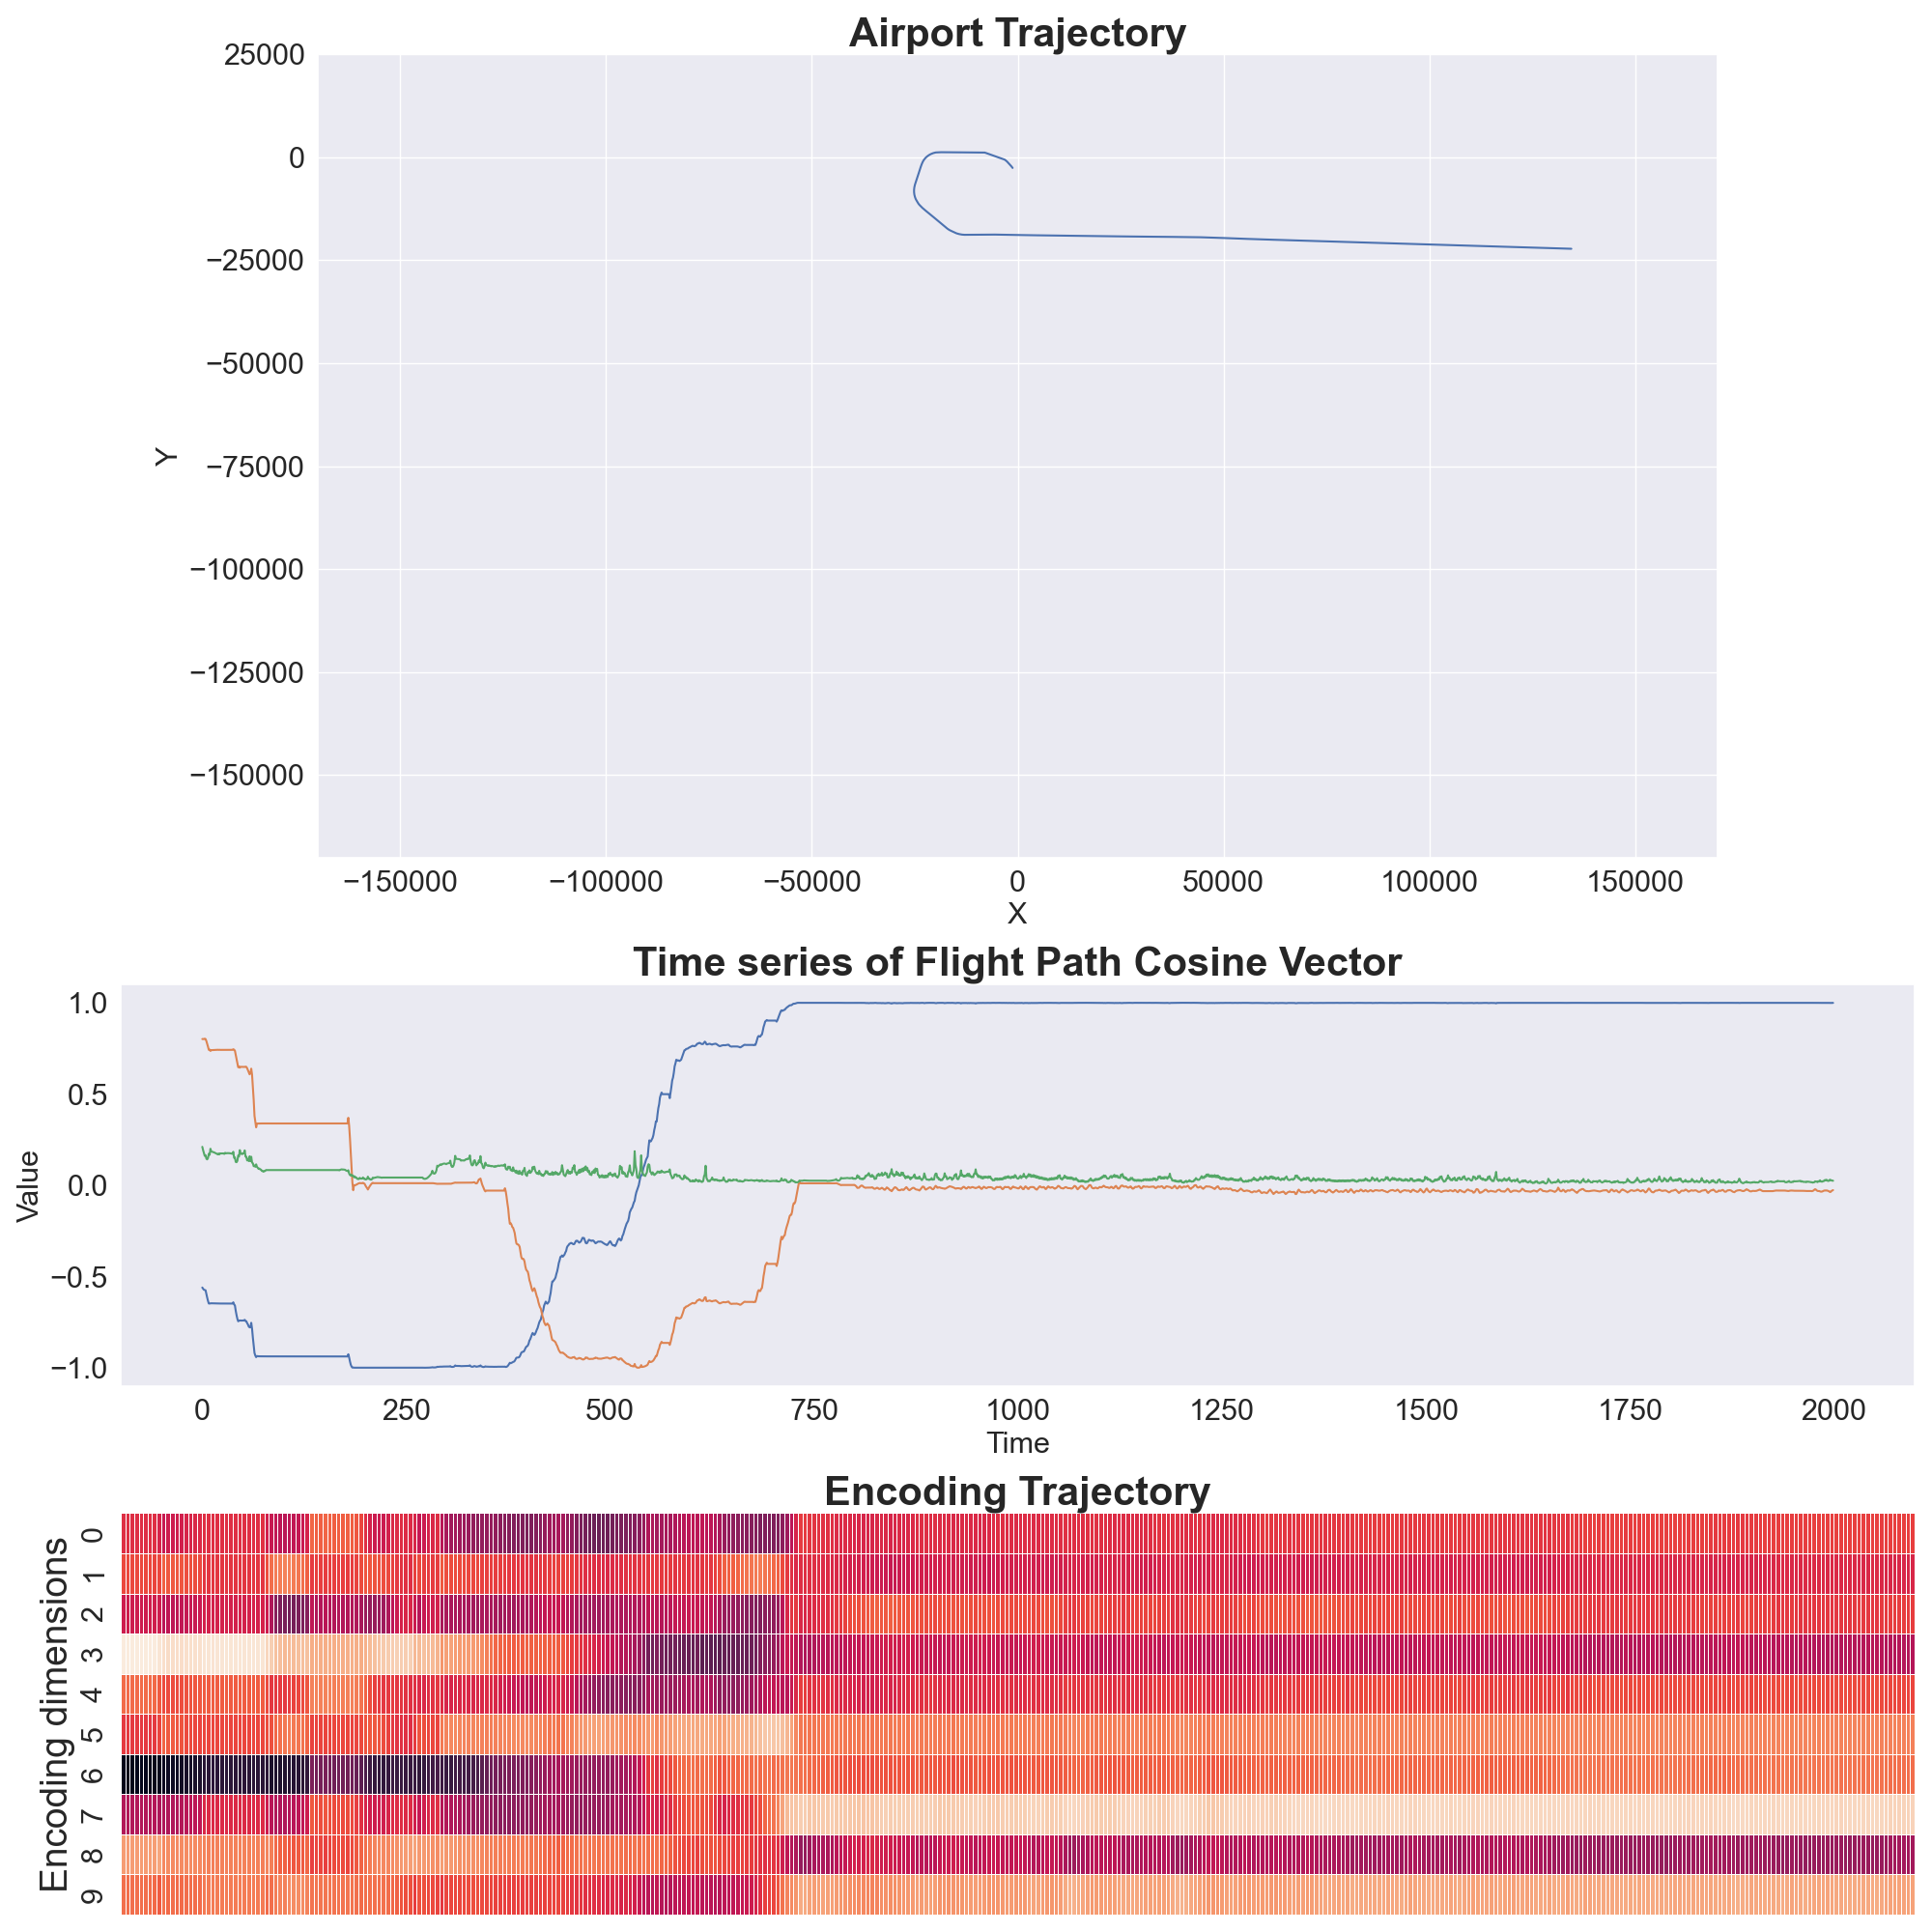 Airport Trajectory
25000
0
−25000
−50000
−75000
−100000
−125000
−150000
Y
−150000 −100000 −50000 0 50000 100000 150000
X
Time series of Flight Path Cosine Vector
1.0
0.5
0.0
−0.5
−1.0
Value
0 250 500 750 1000 1250 1500 1750 2000
Time
Encoding Trajectory
Encoding dimensions
0
1
2
3
4
5
6
7
8
9